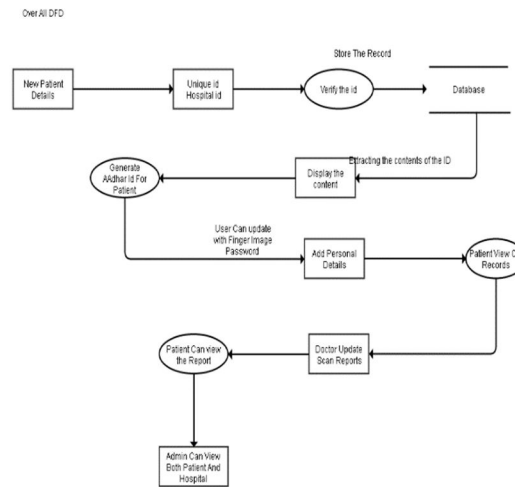 Over All DFD
Store The Record
New Patient
Details
Unique id
Hospital id
Verify the id
Database
Extracting the contents of the ID
Generate
AAdhar Id For
Patient
Display the
content
User Can update
with Finger Image
Password
Add Personal
Details
Patient View O
Records
Patient Can view
the Report
Doctor Update
Scan Reports
Admin Can View
Both Patient And
Hospital